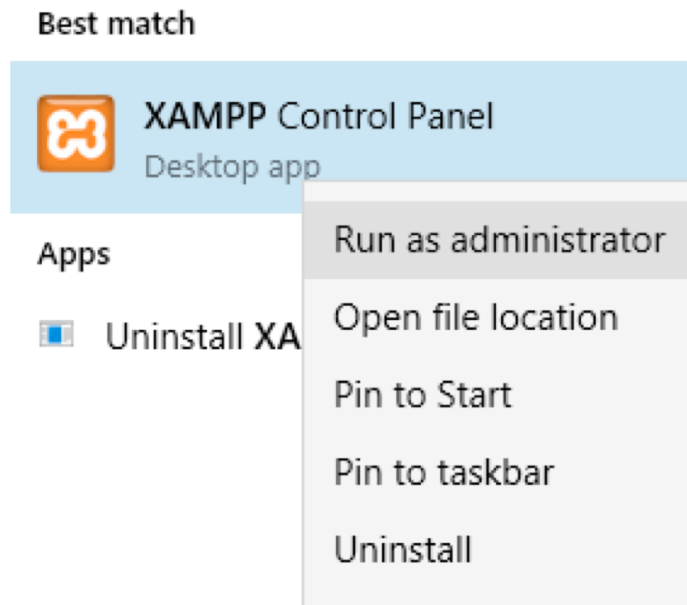 Best match
XAMPP Control Panel
Desktop app
Run as administrator
Apps
Open file location
Uninstall XA
Pin to Start
Pin to taskbar
Uninstall